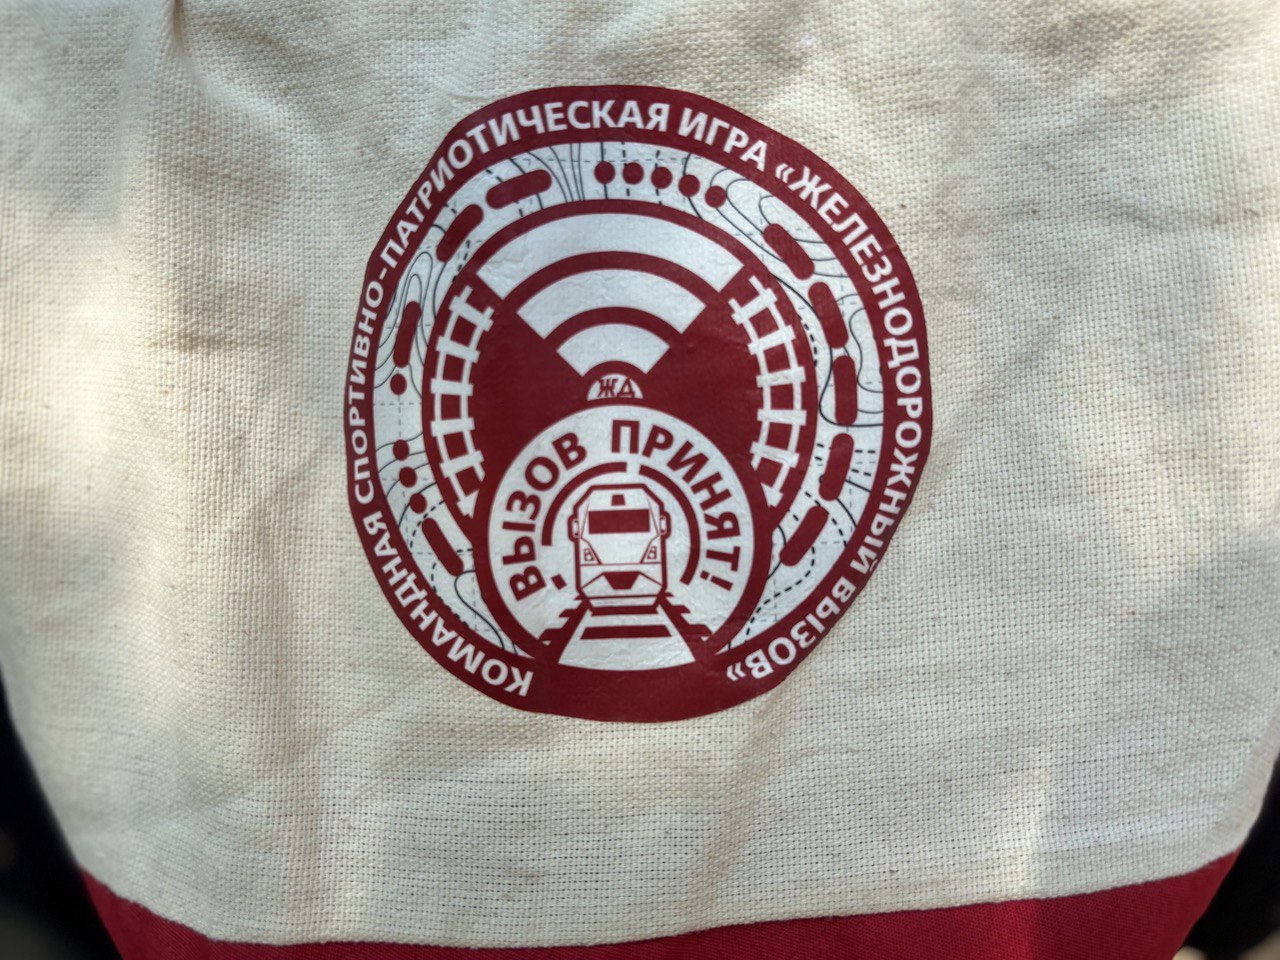 КОМАНДНАЯ СПОРТИВНО-ПАТРИОТИЧЕСКАЯ ИГРА «ЖЕЛЕЗНОДОРОЖНЫЙ ВЫЗОВ»
ЖД
ВЫЗОВ ПРИНЯТ!